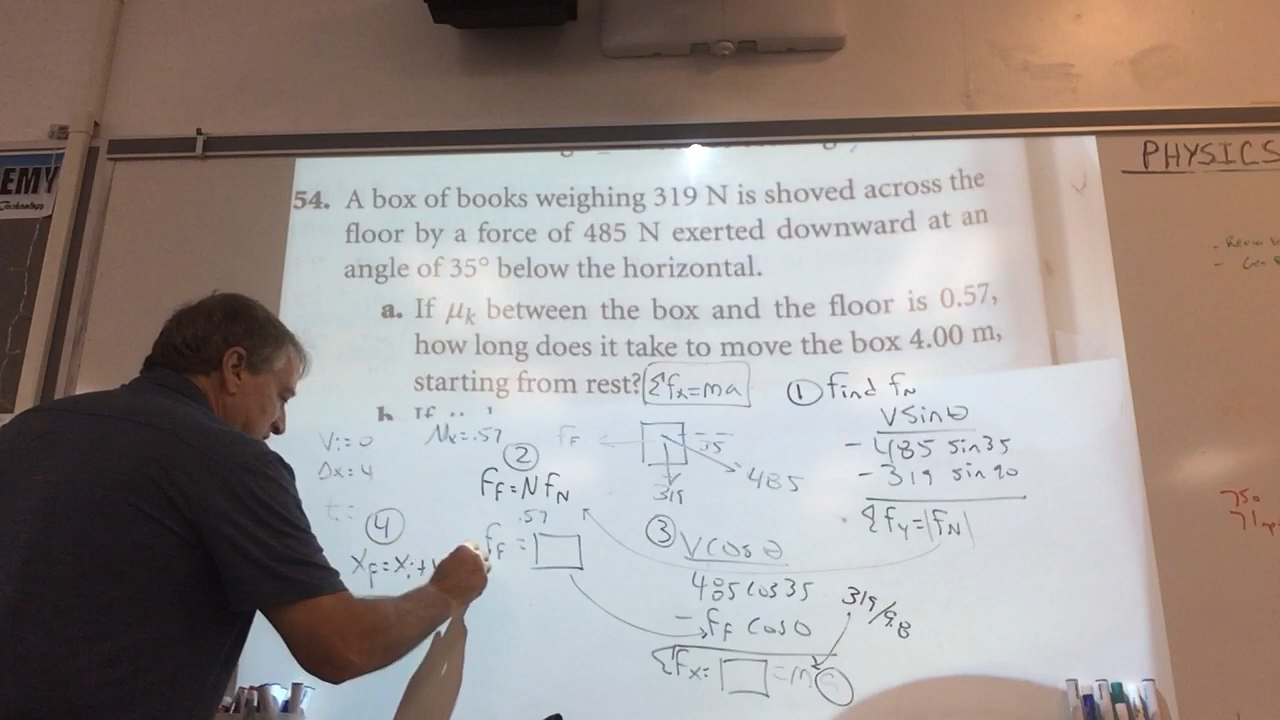 EMY
PHYSICS
54. A box of books weighing 319 N is shoved across the
floor by a force of 485 N exerted downward at an
angle of 35° below the horizontal.
a. If μk between the box and the floor is 0.57,
how long does it take to move the box 4.00 m,
starting from rest?
Σfx=ma
① find fN
VSinθ
- 485 sin35
- 319 sin 90
Σfy=|fN|
Vi=0
Δx=4
t=
Nk=.57
②
FF=NfN
.57
fF =
fF
35
485
319
③ Vcosθ
485 cos35
- fF cosθ
Σfx= =m
319/9.8
④
XF=Xi+
750